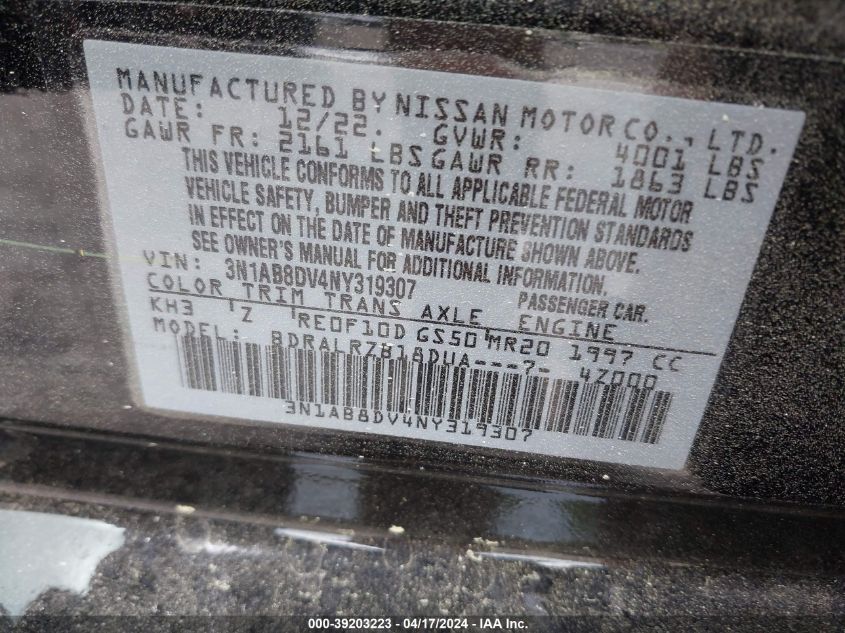 MANUFACTURED BY NISSAN MOTOR CO., LTD.
DATE: 12/22. GVWR: 4001 LBS
GAWR FR: 2161 LBS GAWR RR: 1863 LBS
THIS VEHICLE CONFORMS TO ALL APPLICABLE FEDERAL MOTOR
VEHICLE SAFETY, BUMPER AND THEFT PREVENTION STANDARDS
IN EFFECT ON THE DATE OF MANUFACTURE SHOWN ABOVE.
SEE OWNER'S MANUAL FOR ADDITIONAL INFORMATION.
VIN: 3N1AB8DV4NY319307 PASSENGER CAR.
COLOR TRIM TRANS AXLE ENGINE
KH3 Z RE0F10D GS50 MR20 1997 CC
MODEL: BDRALRZB18DUA---7- 4Z000
3N1AB8DV4NY319307
000-39203223 - 04/17/2024 - IAA Inc.